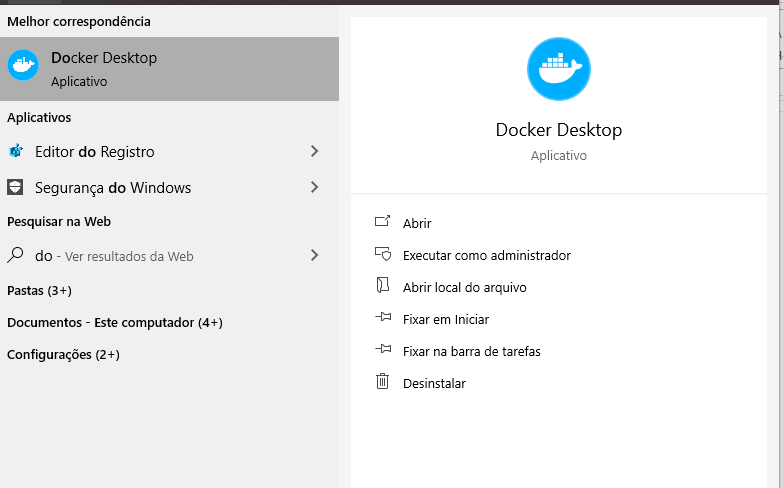 Melhor correspondência
Docker Desktop
Aplicativo
Aplicativos
Editor do Registro
Segurança do Windows
Pesquisar na Web
do - Ver resultados da Web
Pastas (3+)
Documentos - Este computador (4+)
Configurações (2+)
Docker Desktop
Aplicativo
Abrir
Executar como administrador
Abrir local do arquivo
Fixar em Iniciar
Fixar na barra de tarefas
Desinstalar